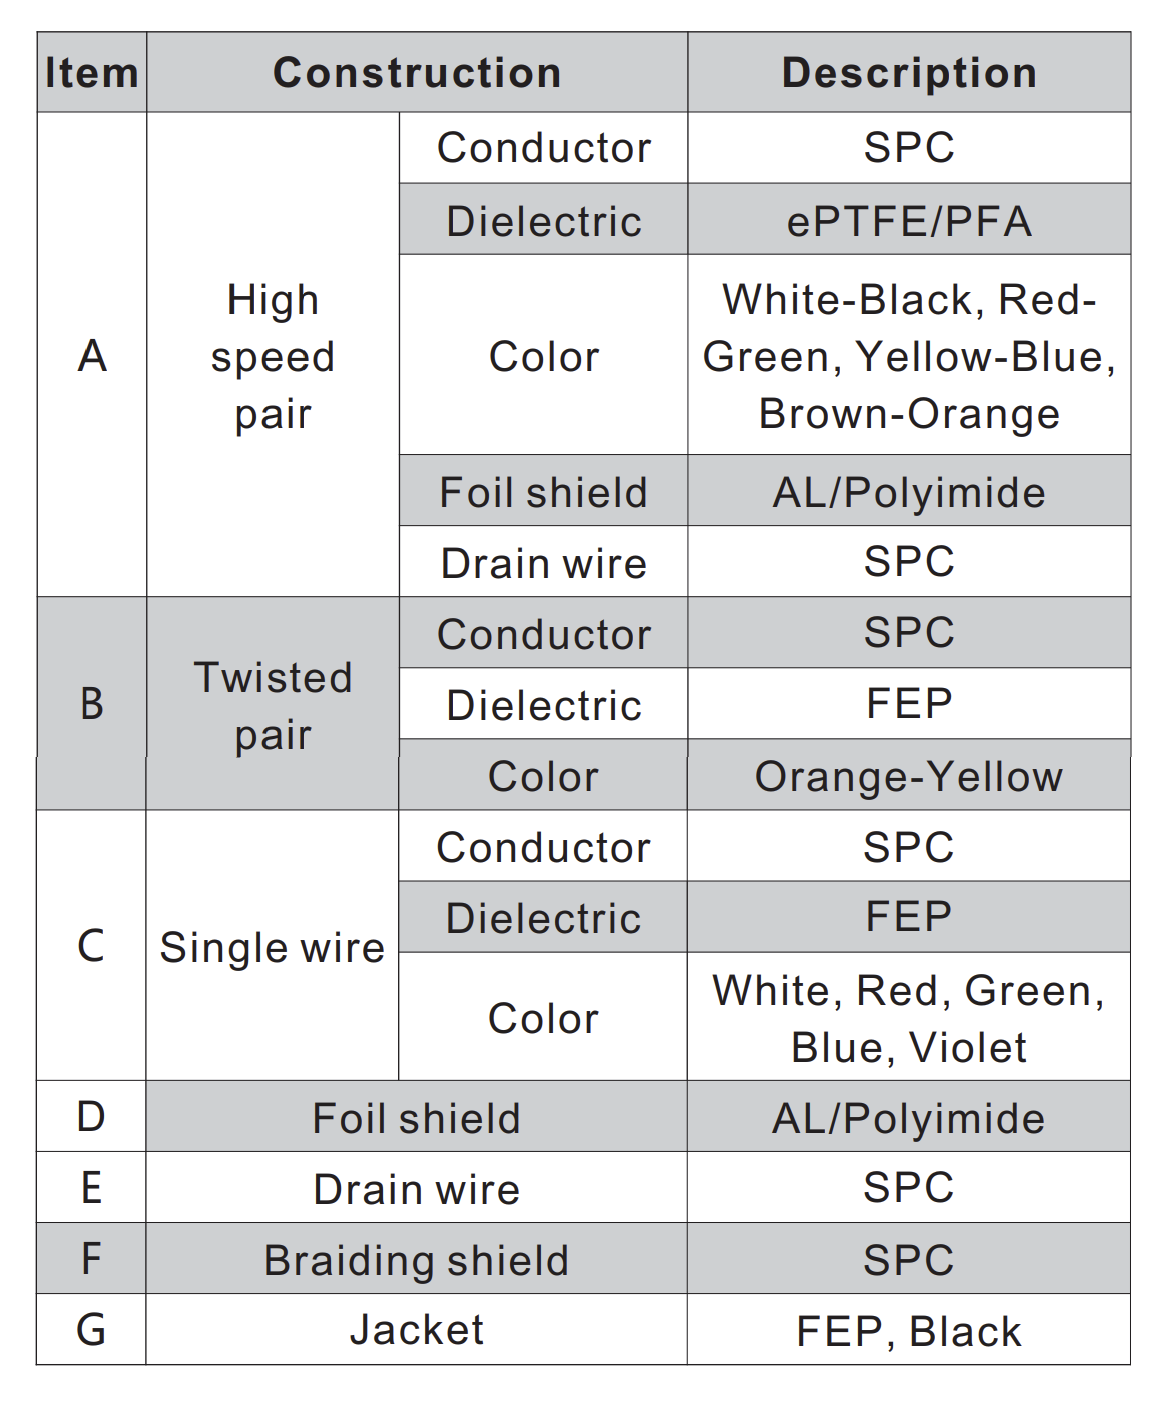 Item Construction Description
A High speed pair Conductor SPC
Dielectric ePTFE/PFA
Color White-Black, Red-
Green, Yellow-Blue,
Brown-Orange
Foil shield AL/Polyimide
Drain wire SPC
B Twisted pair Conductor SPC
Dielectric FEP
Color Orange-Yellow
C Single wire Conductor SPC
Dielectric FEP
Color White, Red, Green,
Blue, Violet
D Foil shield AL/Polyimide
E Drain wire SPC
F Braiding shield SPC
G Jacket FEP, Black